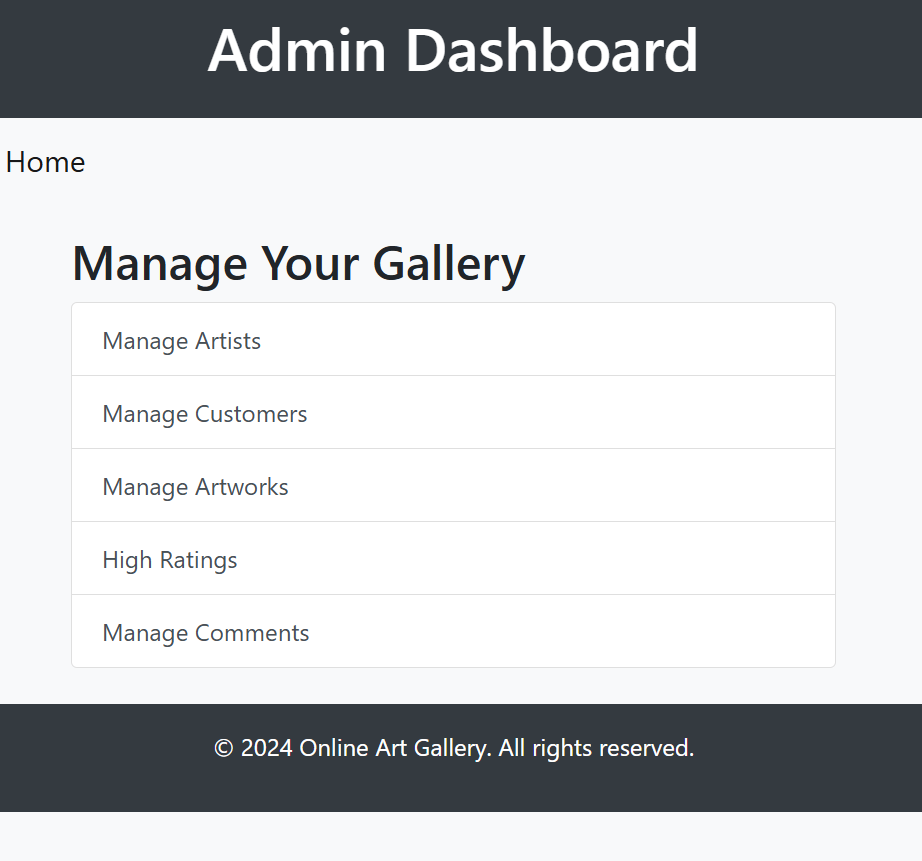 Admin Dashboard
Home
Manage Your Gallery
Manage Artists
Manage Customers
Manage Artworks
High Ratings
Manage Comments
© 2024 Online Art Gallery. All rights reserved.